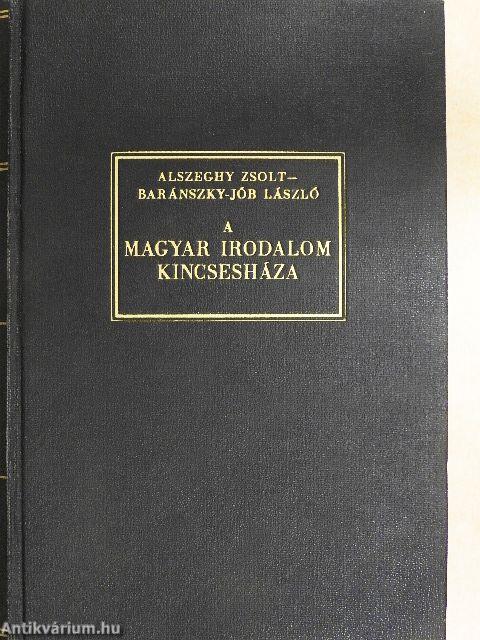 ALSZEGHY ZSOLT–
BARÁNSZKY-JÓB LÁSZLÓ
A
MAGYAR IRODALOM
KINCSESHÁZA
Antikvárium.hu